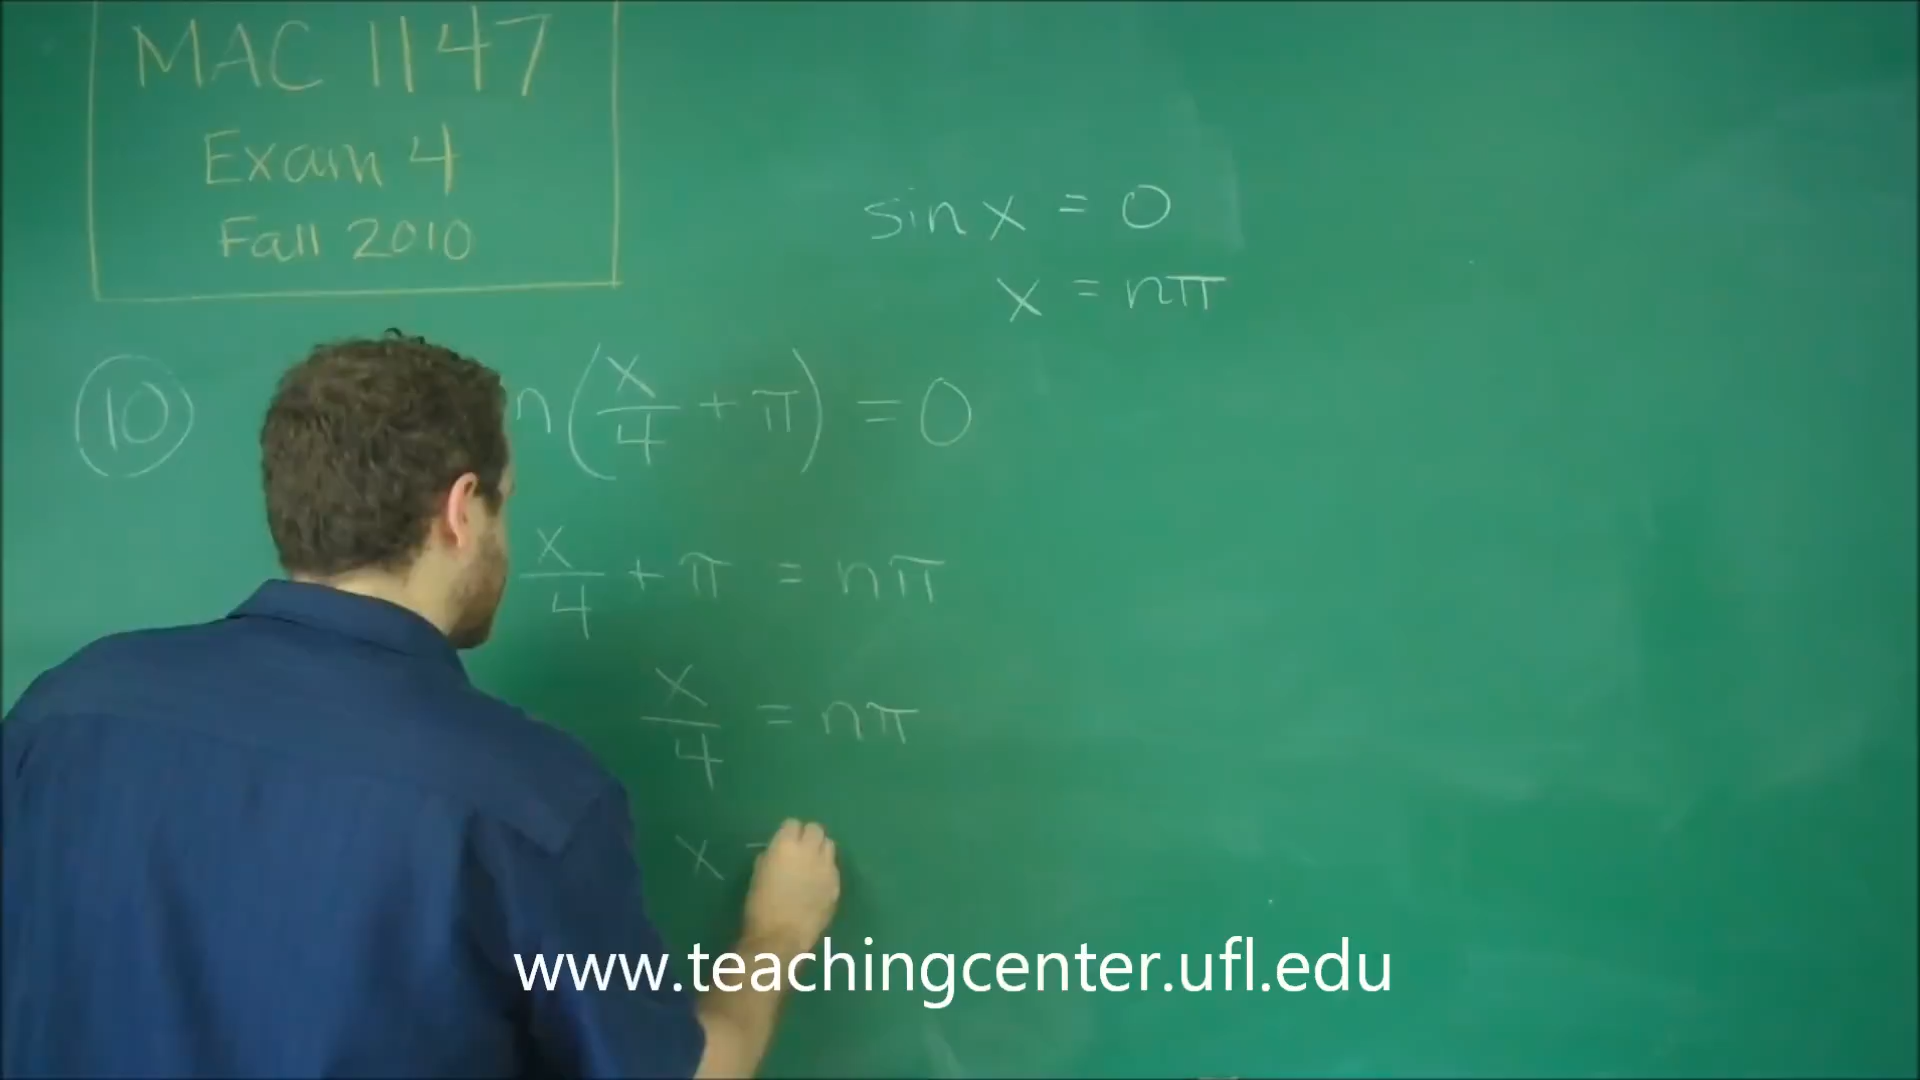 MAC 1147
Exam 4
Fall 2010
sin x = 0
x = nπ
10
n(x/4 + π) = 0
x/4 + π = nπ
x/4 = nπ
x =
www.teachingcenter.ufl.edu